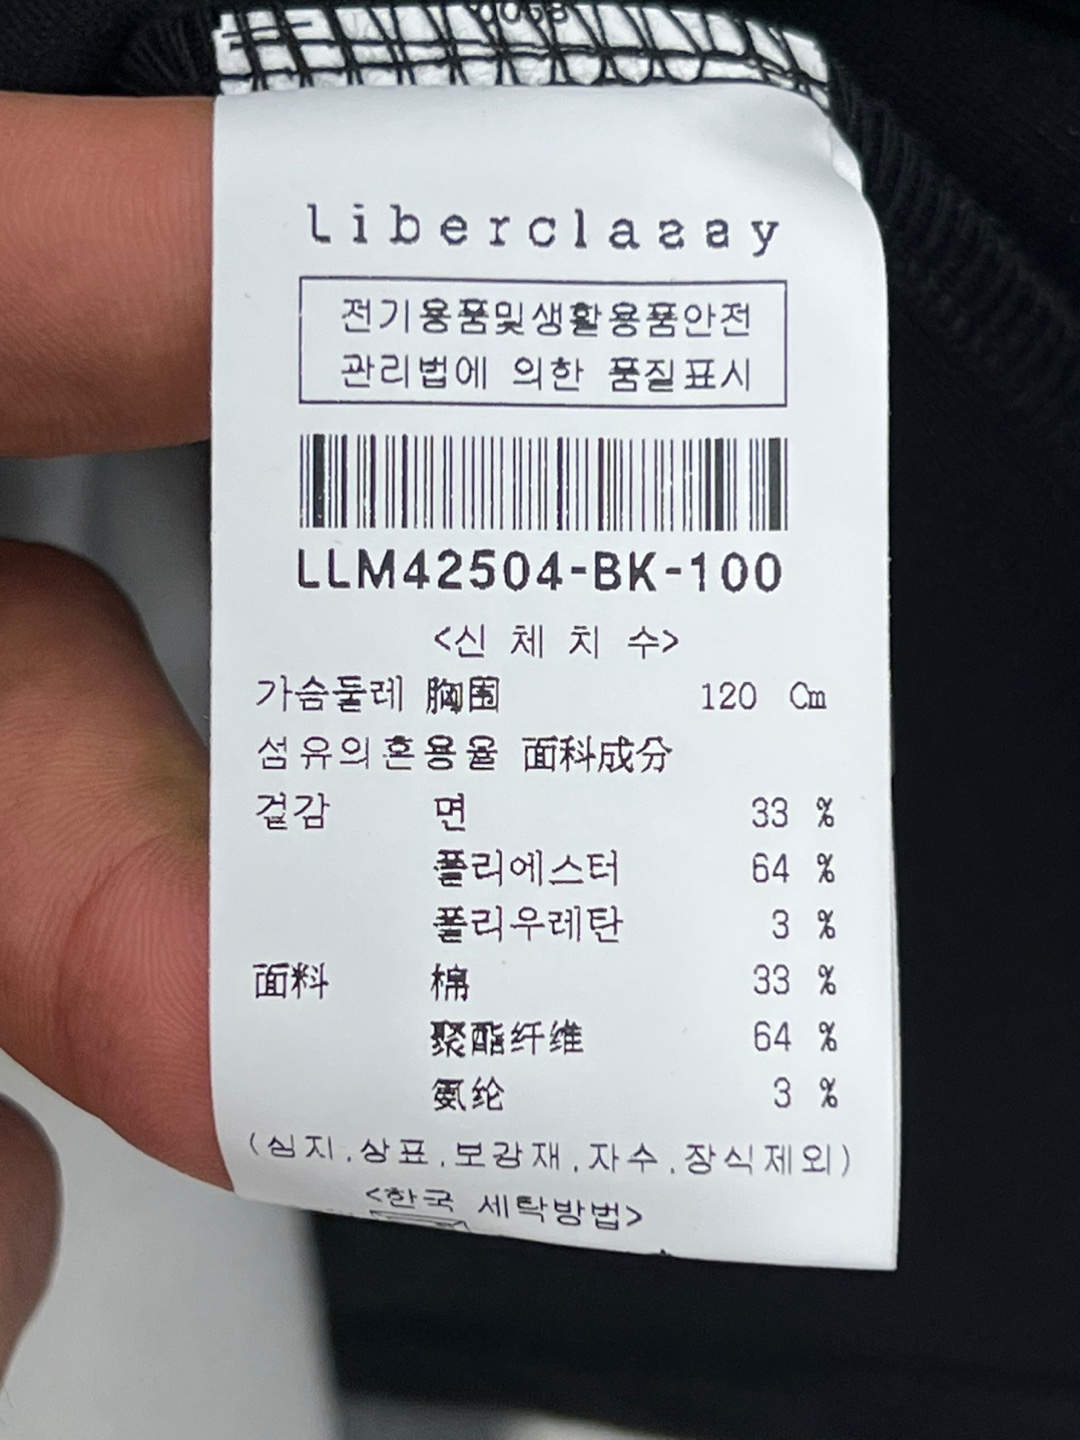 Liberclassy
전기용품및생활용품안전
관리법에 의한 품질표시
LLM42504-BK-100
<신 체 치 수>
가슴둘레 胸围 120 Cm
섬유의혼용율 面科成分
겉감 면 33 %
폴리에스터 64 %
폴리우레탄 3 %
面料 棉 33 %
聚酯纤维 64 %
氨纶 3 %
(심지.상표.보강재.자수.장식제외)
<한국 세탁방법>